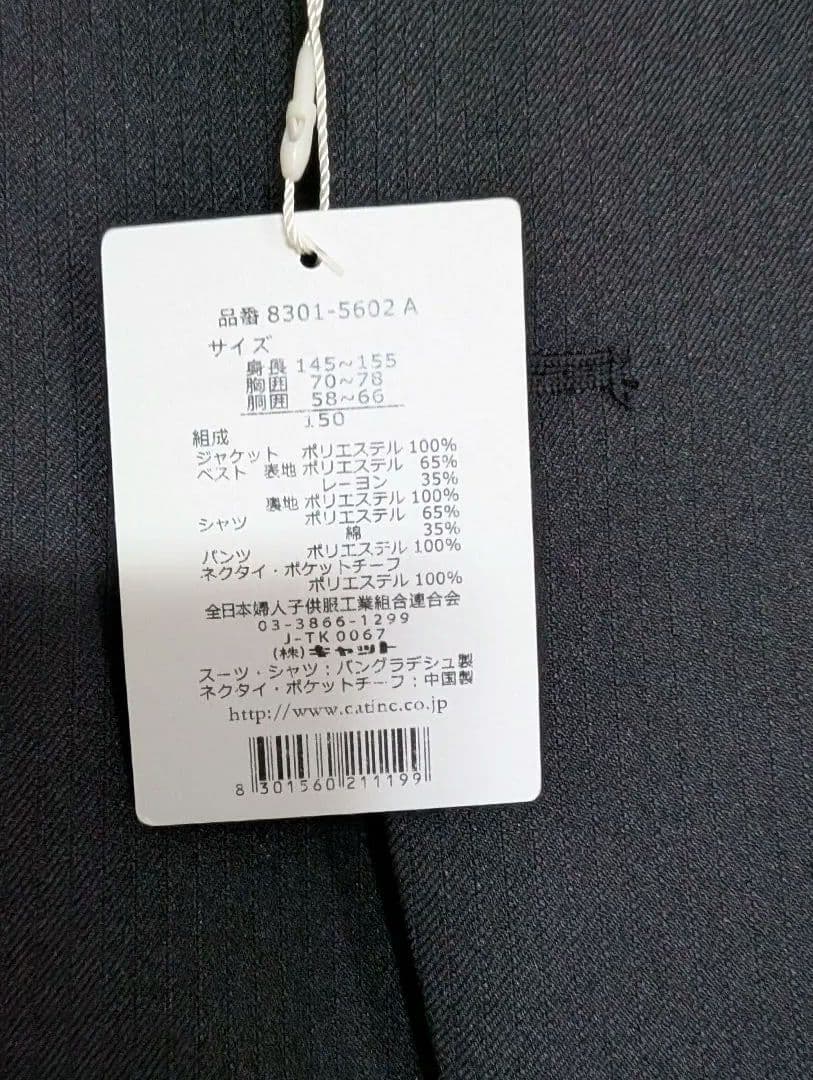 品番 8301-5602 A
サイズ
身長 145~155
胸囲 70~78
胴囲 58~66
J.50
組成
ジャケット ポリエステル 100%
ベスト 表地 ポリエステル 65%
レーヨン 35%
裏地 ポリエステル 100%
シャツ ポリエステル 65%
綿 35%
パンツ ポリエステル 100%
ネクタイ・ポケットチーフ
ポリエステル 100%
全日本婦人子供服工業組合連合会
03-3866-1299
J-TK0067
(株)キャット
スーツ・シャツ:バングラデシュ製
ネクタイ・ポケットチーフ:中国製
http://www.catinc.co.jp
8 301560 211199